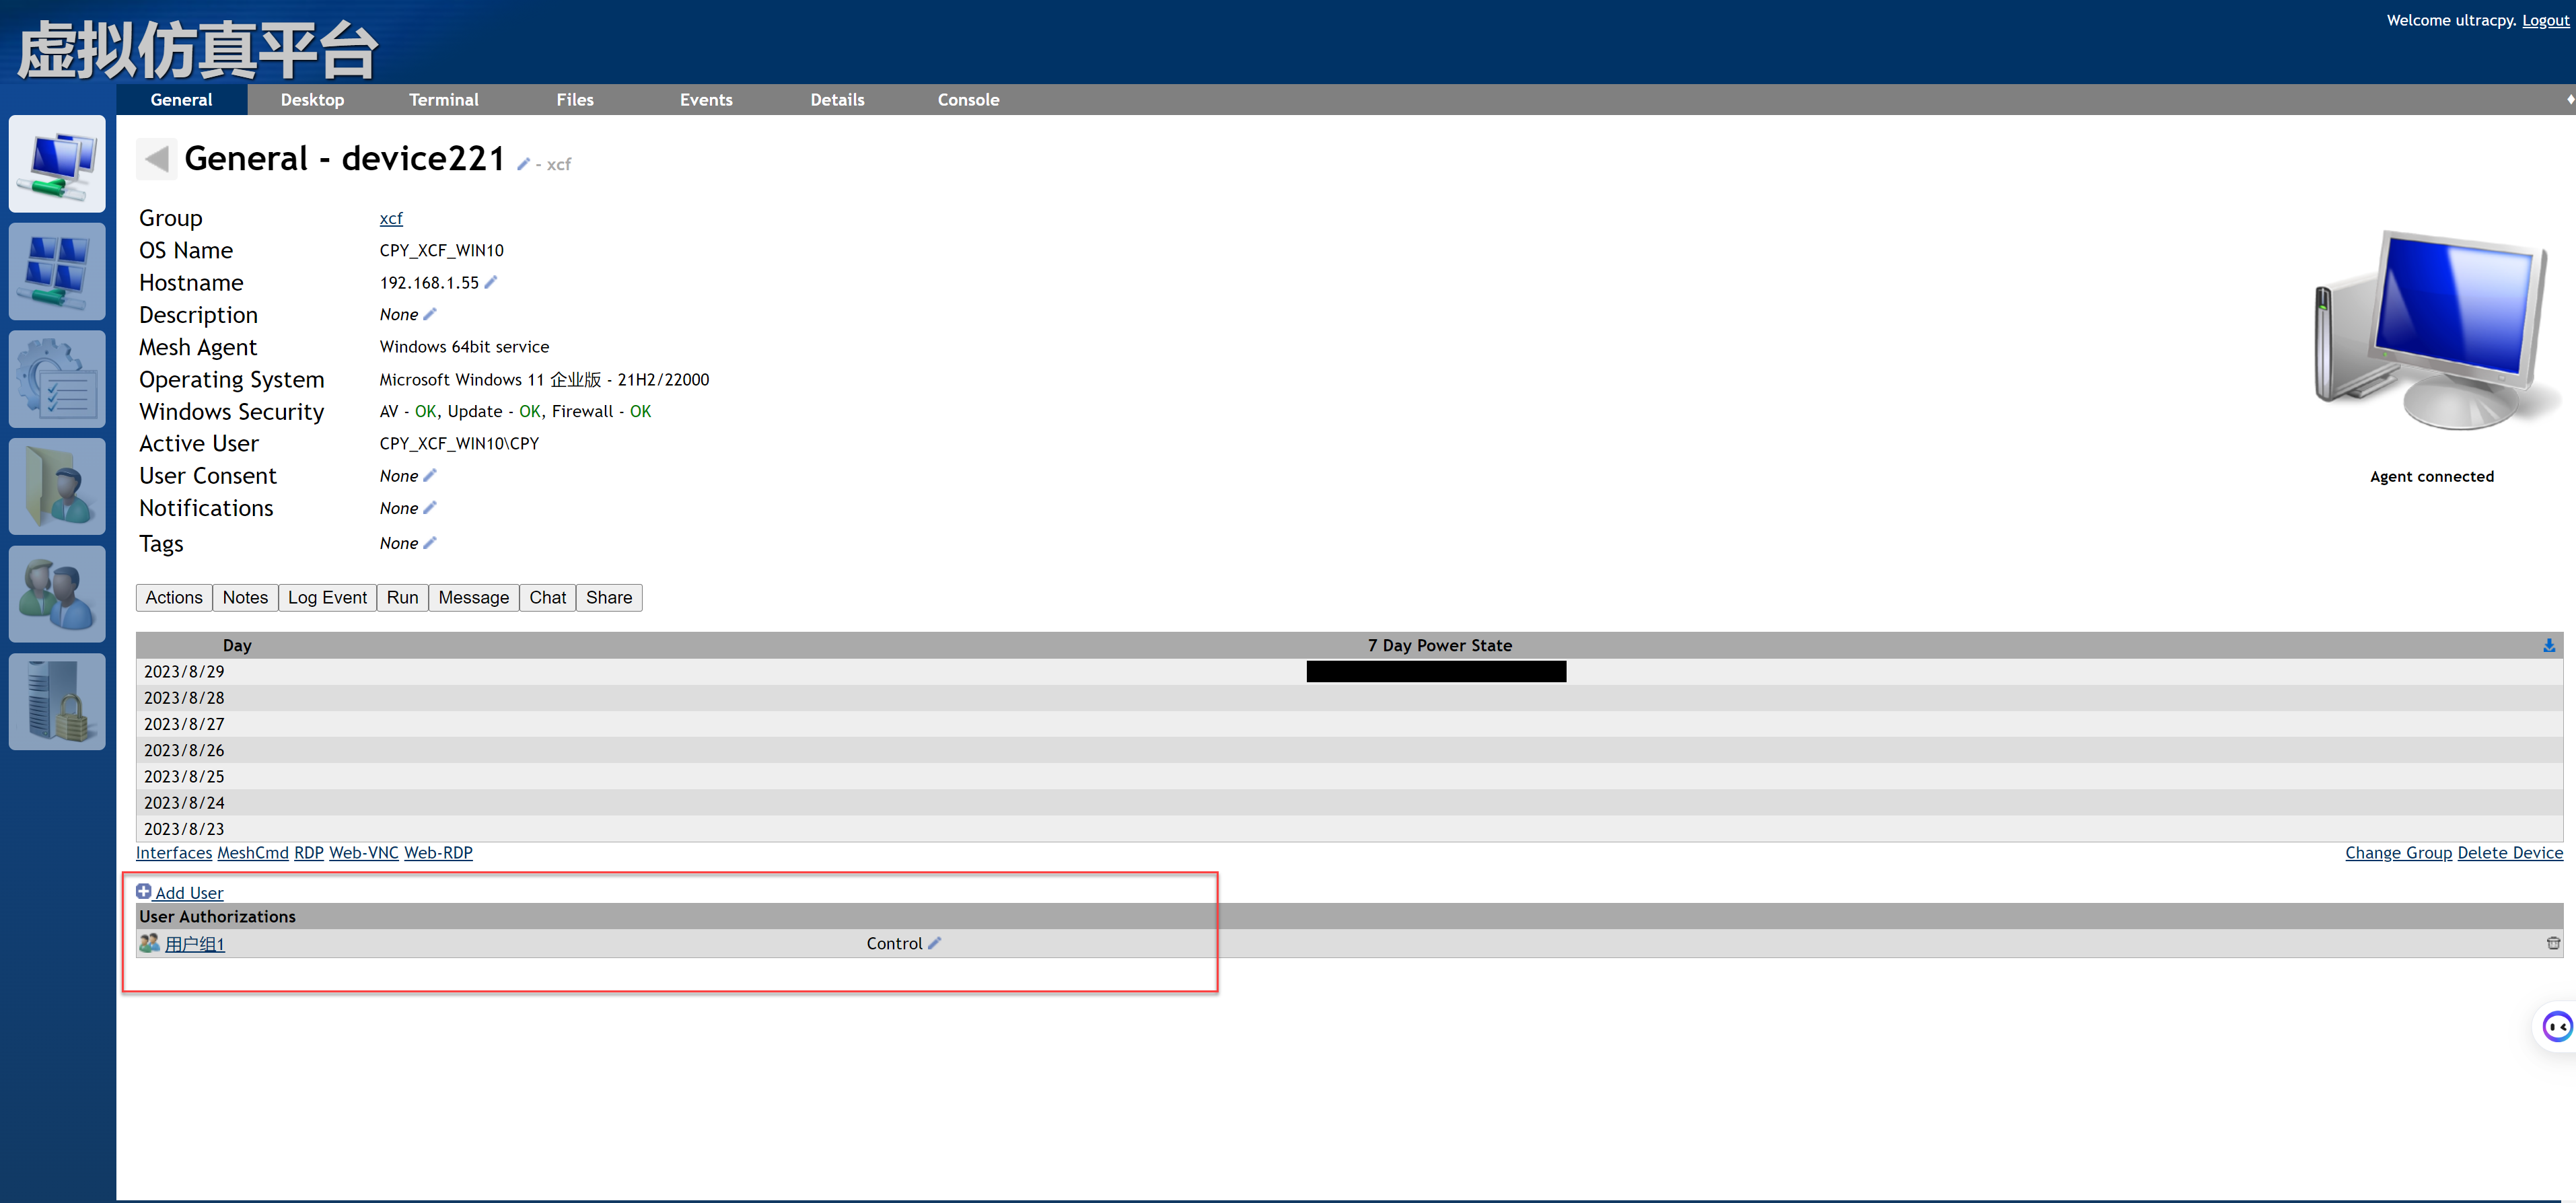 虚拟仿真平台
Welcome ultracpy. Logout
General Desktop Terminal Files Events Details Console
General - device221 - xcf
Group xcf
OS Name CPY_XCF_WIN10
Hostname 192.168.1.55
Description None
Mesh Agent Windows 64bit service
Operating System Microsoft Windows 11 企业版 - 21H2/22000
Windows Security AV - OK, Update - OK, Firewall - OK
Active User CPY_XCF_WIN10\CPY
User Consent None
Notifications None
Tags None
Agent connected
Actions Notes Log Event Run Message Chat Share
Day 7 Day Power State
2023/8/29
2023/8/28
2023/8/27
2023/8/26
2023/8/25
2023/8/24
2023/8/23
Interfaces MeshCmd RDP Web-VNC Web-RDP Change Group Delete Device
Add User
User Authorizations
用户组1 Control